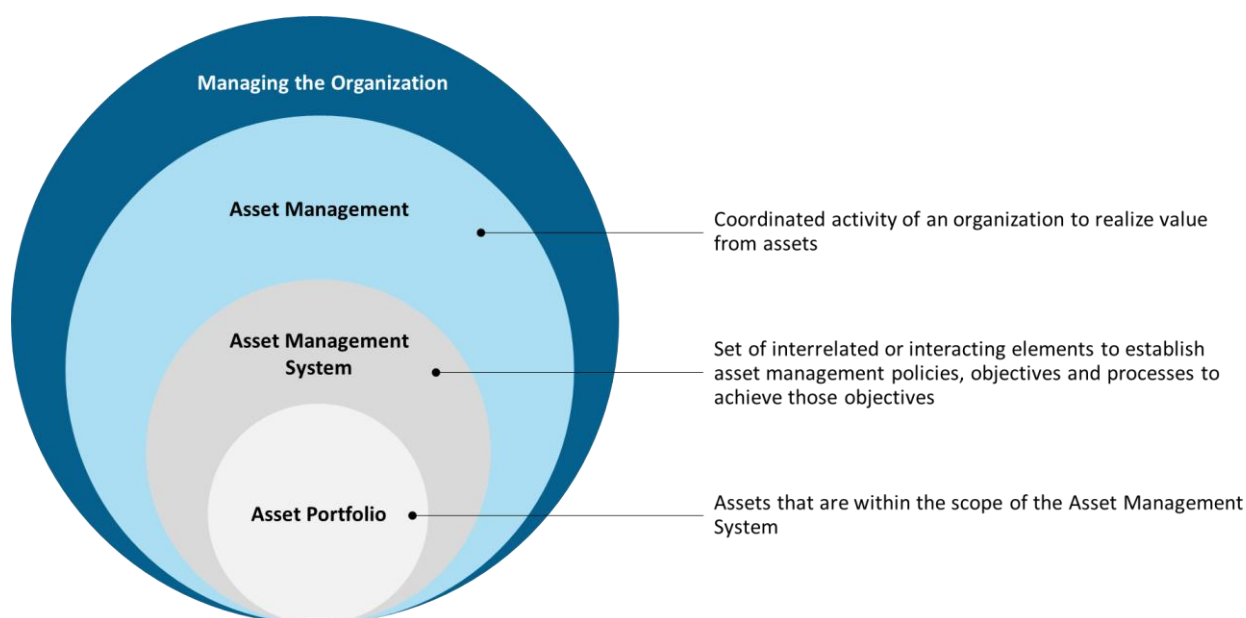 Managing the Organization
Asset Management
Coordinated activity of an organization to realize value
from assets
Asset Management
System
Set of interrelated or interacting elements to establish
asset management policies, objectives and processes to
achieve those objectives
Asset Portfolio
Assets that are within the scope of the Asset Management
System